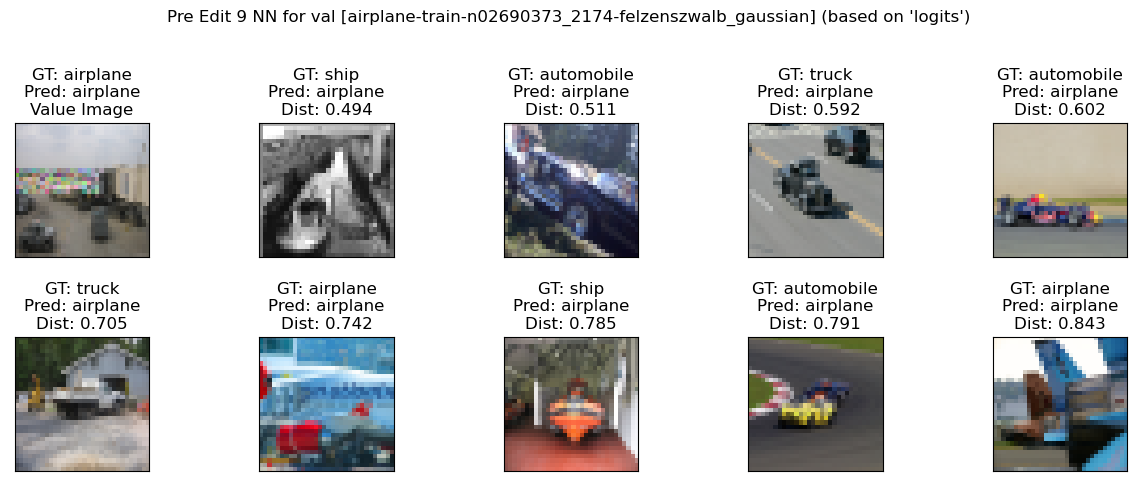 Pre Edit 9 NN for val [airplane-train-n02690373_2174-felzenszwalb_gaussian] (based on 'logits')
GT: airplane
Pred: airplane
Value Image
GT: ship
Pred: airplane
Dist: 0.494
GT: automobile
Pred: airplane
Dist: 0.511
GT: truck
Pred: airplane
Dist: 0.592
GT: automobile
Pred: airplane
Dist: 0.602
GT: truck
Pred: airplane
Dist: 0.705
GT: airplane
Pred: airplane
Dist: 0.742
GT: ship
Pred: airplane
Dist: 0.785
GT: automobile
Pred: airplane
Dist: 0.791
GT: airplane
Pred: airplane
Dist: 0.843